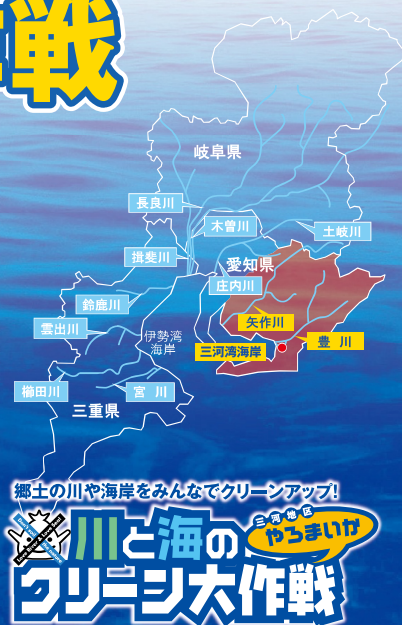 戦
岐阜県
長良川
木曽川
土岐川
揖斐川
愛知県
庄内川
鈴鹿川
矢作川
雲出川
伊勢湾
海岸
豊 川
三河湾海岸
櫛田川
宮 川
三重県
郷土の川や海岸をみんなでクリーンアップ!
三河地区
川と海の
やろまいか
クリーン大作戦